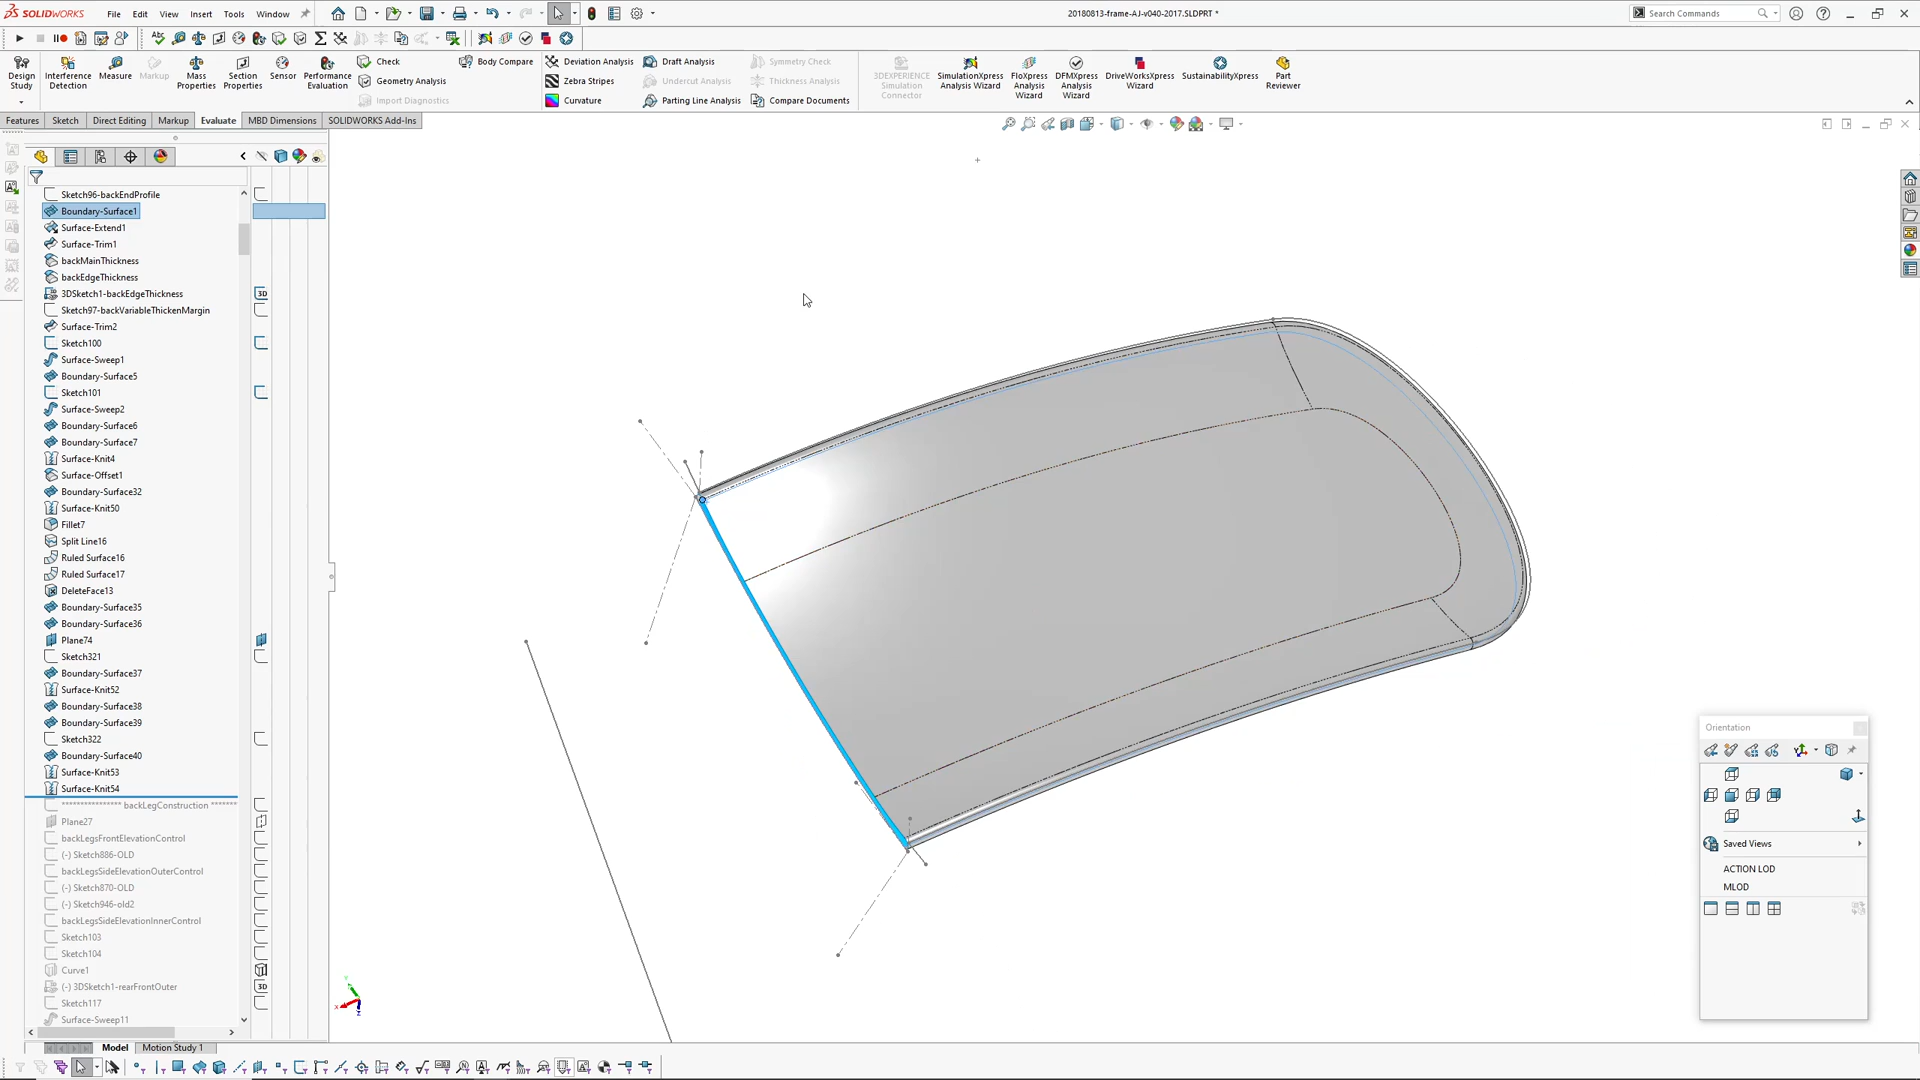 SOLIDWORKS File Edit View Insert Tools Window 20180813-frame-AJ-v040-2017.SLDPRT * Search Commands
Design Study
Interference Detection
Measure
Markup
Mass Properties
Section Properties
Sensor
Performance Evaluation
Check
Geometry Analysis
Import Diagnostics
Body Compare
Deviation Analysis
Zebra Stripes
Curvature
Draft Analysis
Undercut Analysis
Parting Line Analysis
Symmetry Check
Thickness Analysis
Compare Documents
3DEXPERIENCE Simulation Connector
SimulationXpress Analysis Wizard
FloXpress Analysis Wizard
DFMXpress Analysis Wizard
DriveWorksXpress Wizard
SustainabilityXpress
Part Reviewer
Features Sketch Direct Editing Markup Evaluate MBD Dimensions SOLIDWORKS Add-Ins
Sketch96-backEndProfile
Boundary-Surface1
Surface-Extend1
Surface-Trim1
backMainThickness
backEdgeThickness
3DSketch1-backEdgeThickness
Sketch97-backVariableThickenMargin
Surface-Trim2
Sketch100
Surface-Sweep1
Boundary-Surface5
Sketch101
Surface-Sweep2
Boundary-Surface6
Boundary-Surface7
Surface-Knit4
Surface-Offset1
Boundary-Surface32
Surface-Knit50
Fillet7
Split Line16
Ruled Surface16
Ruled Surface17
DeleteFace13
Boundary-Surface35
Boundary-Surface36
Plane74
Sketch321
Boundary-Surface37
Surface-Knit52
Boundary-Surface38
Boundary-Surface39
Sketch322
Boundary-Surface40
Surface-Knit53
Surface-Knit54
**************** backLegConstruction *******
Plane27
backLegsFrontElevationControl
(-) Sketch886-OLD
backLegsSideElevationOuterControl
(-) Sketch870-OLD
(-) Sketch946-old2
backLegsSideElevationInnerControl
Sketch103
Sketch104
Curve1
(-) 3DSketch1-rearFrontOuter
Sketch117
Surface-Sweep11
Orientation
Saved Views
ACTION LOD
MLOD
Model Motion Study 1